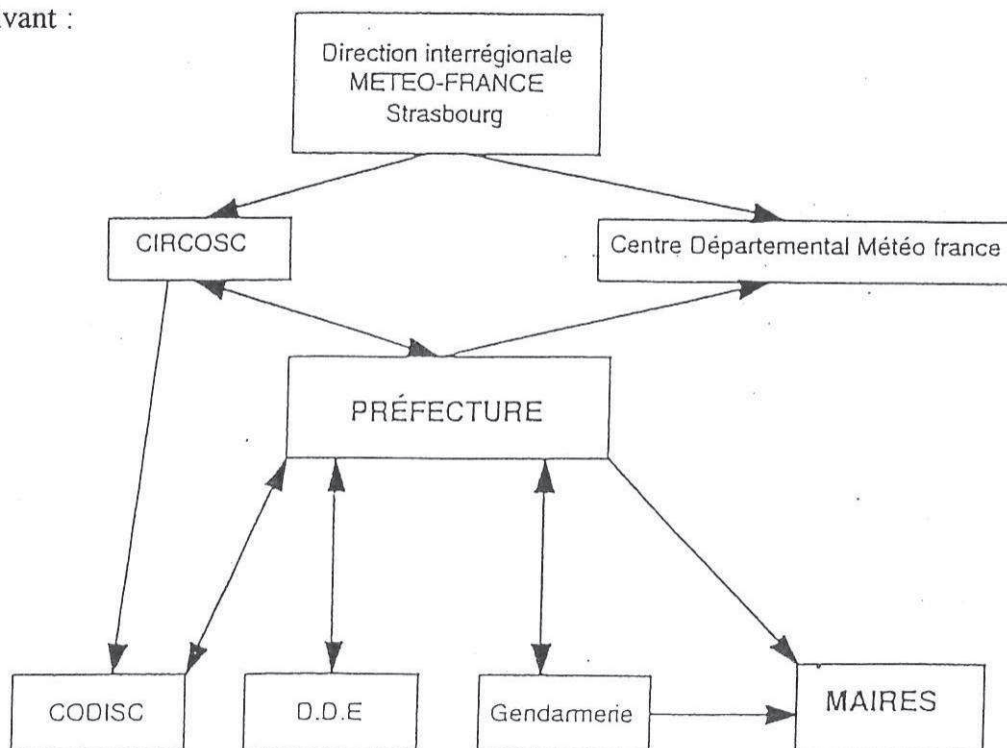 vant :
Direction interrégionale
METEO-FRANCE
Strasbourg
CIRCOSC
Centre Départemental Météo france
PRÉFECTURE
CODISC
D.D.E
Gendarmerie
MAIRES